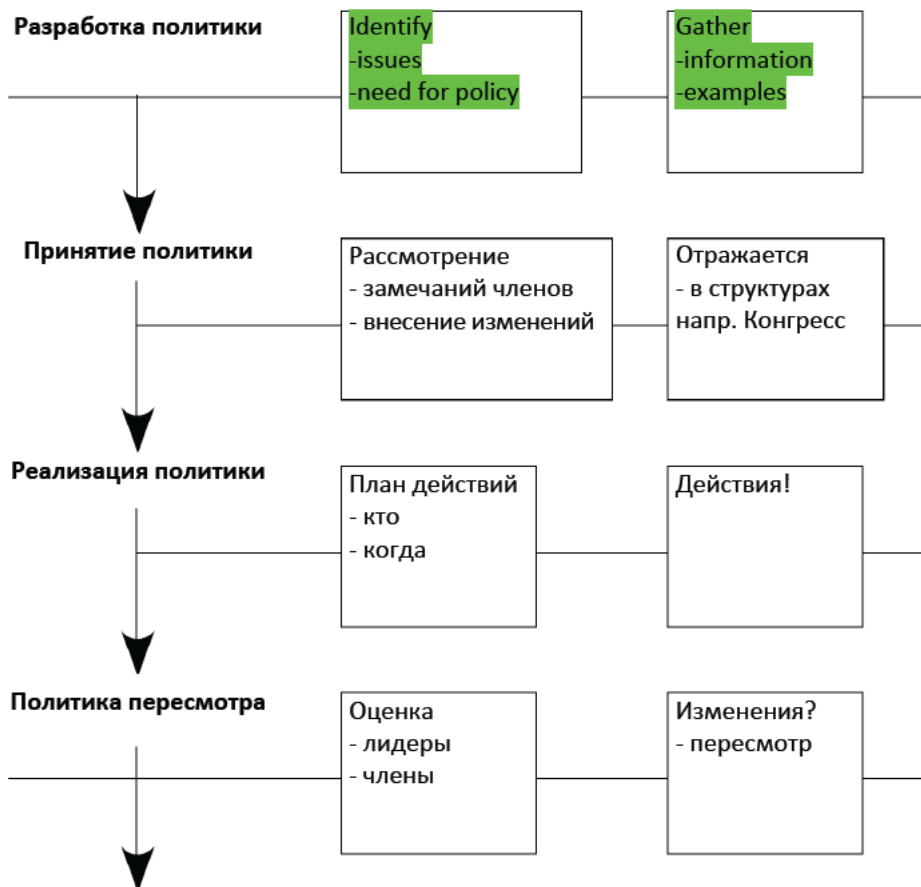 Разработка политики
Identify
-issues
-need for policy
Gather
-information
-examples
Принятие политики
Рассмотрение
- замечаний членов
- внесение изменений
Отражается
- в структурах
напр. Конгресс
Реализация политики
План действий
- кто
- когда
Действия!
Политика пересмотра
Оценка
- лидеры
- члены
Изменения?
- пересмотр